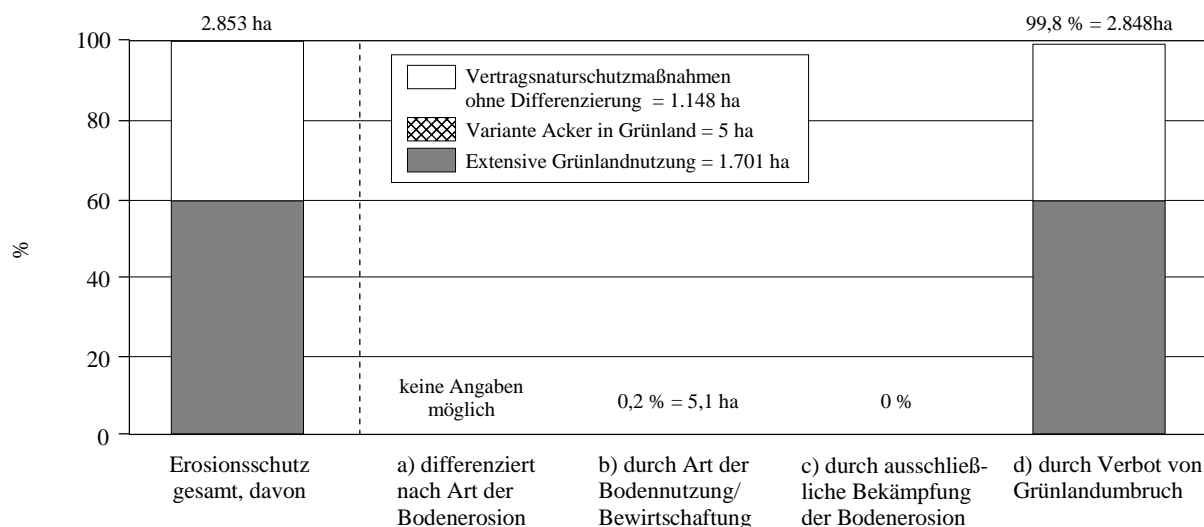 2.853 ha
99,8 % = 2.848ha
100
80
60
40
20
0
%
Vertragsnaturschutzmaßnahmen
ohne Differenzierung = 1.148 ha
Variante Acker in Grünland = 5 ha
Extensive Grünlandnutzung = 1.701 ha
keine Angaben
möglich
0,2 % = 5,1 ha
0 %
Erosionsschutz
gesamt, davon
a) differenziert
nach Art der
Bodenerosion
b) durch Art der
Bodennutzung/
Bewirtschaftung
c) durch ausschließ-
liche Bekämpfung
der Bodenerosion
d) durch Verbot von
Grünlandumbruch